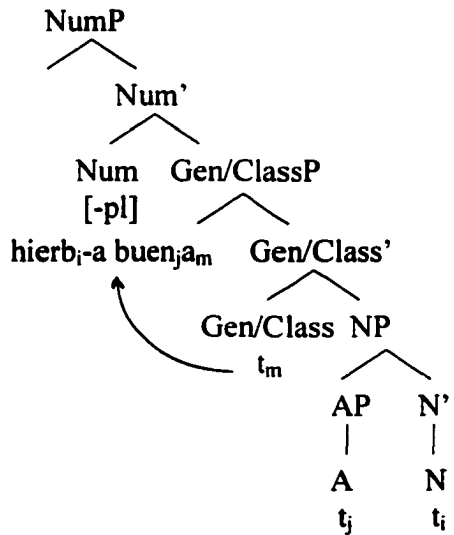 NumP
Num’
Num Gen/ClassP
[-pl]
hierbᵢ-a buenⱼaₘ Gen/Class’
Gen/Class NP
tₘ
AP N’
A N
tⱼ tᵢ